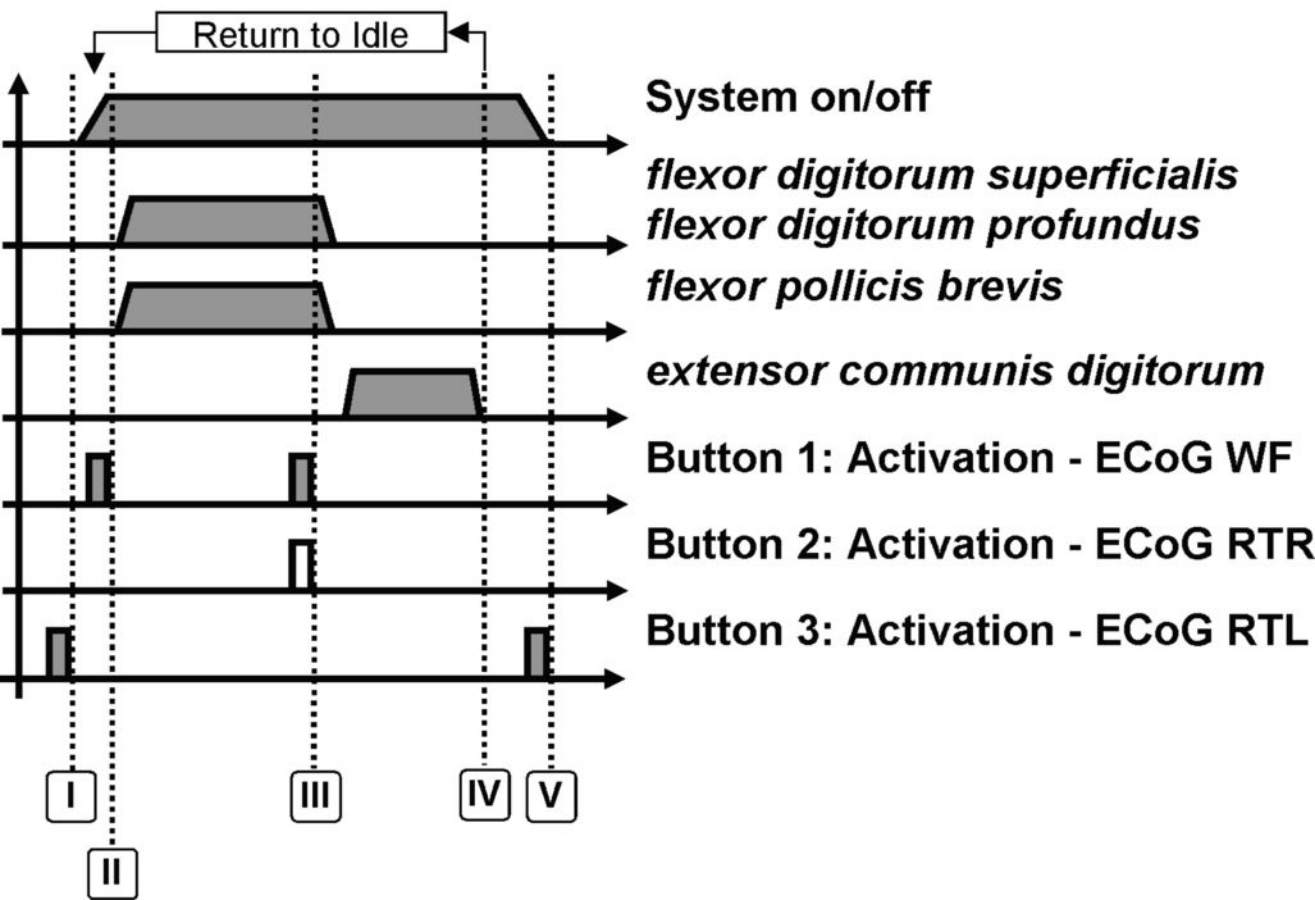 Return to Idle
System on/off
flexor digitorum superficialis
flexor digitorum profundus
flexor pollicis brevis
extensor communis digitorum
Button 1: Activation - ECoG WF
Button 2: Activation - ECoG RTR
Button 3: Activation - ECoG RTL
I
III
IV
V
II